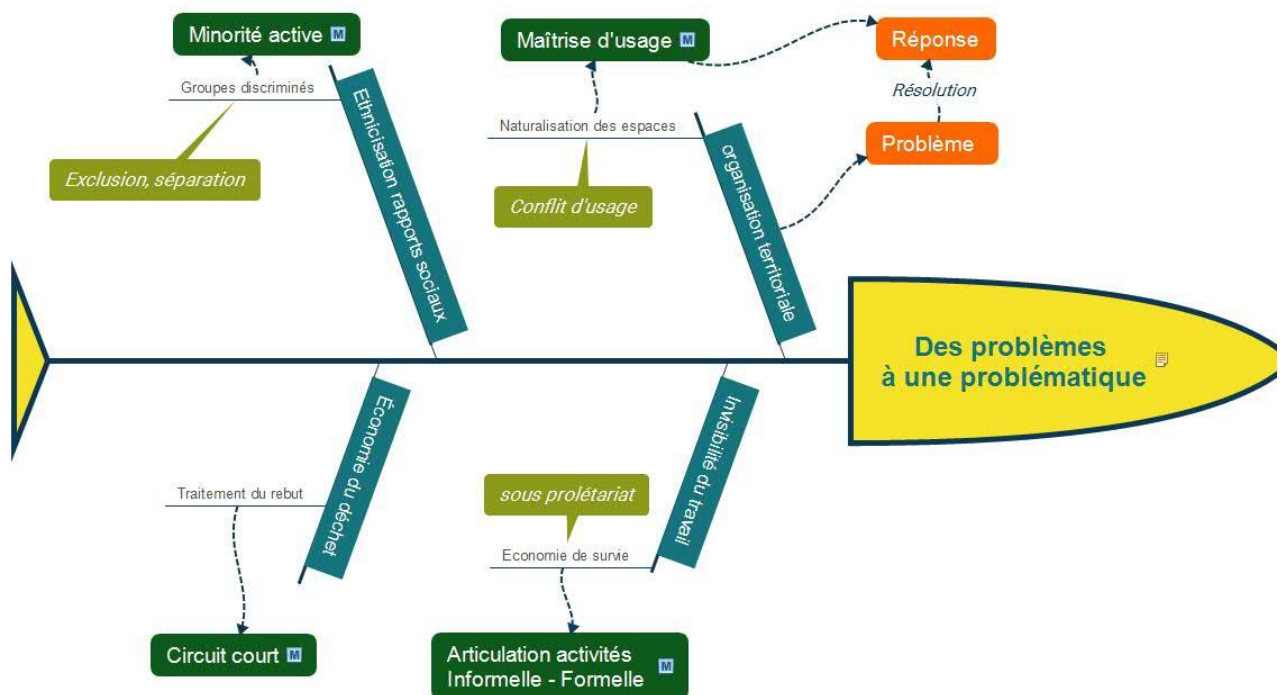 Minorité active M
Maîtrise d'usage M
Réponse
Groupes discriminés
Résolution
Naturalisation des espaces
Problème
Exclusion, séparation
Conflit d'usage
Ethnicisation rapports sociaux
organisation territoriale
Des problèmes
à une problématique
Économie du déchet
Invisibilité du travail
Traitement du rebut
sous prolétariat
Economie de survie
Circuit court M
Articulation activités
Informelle - Formelle M